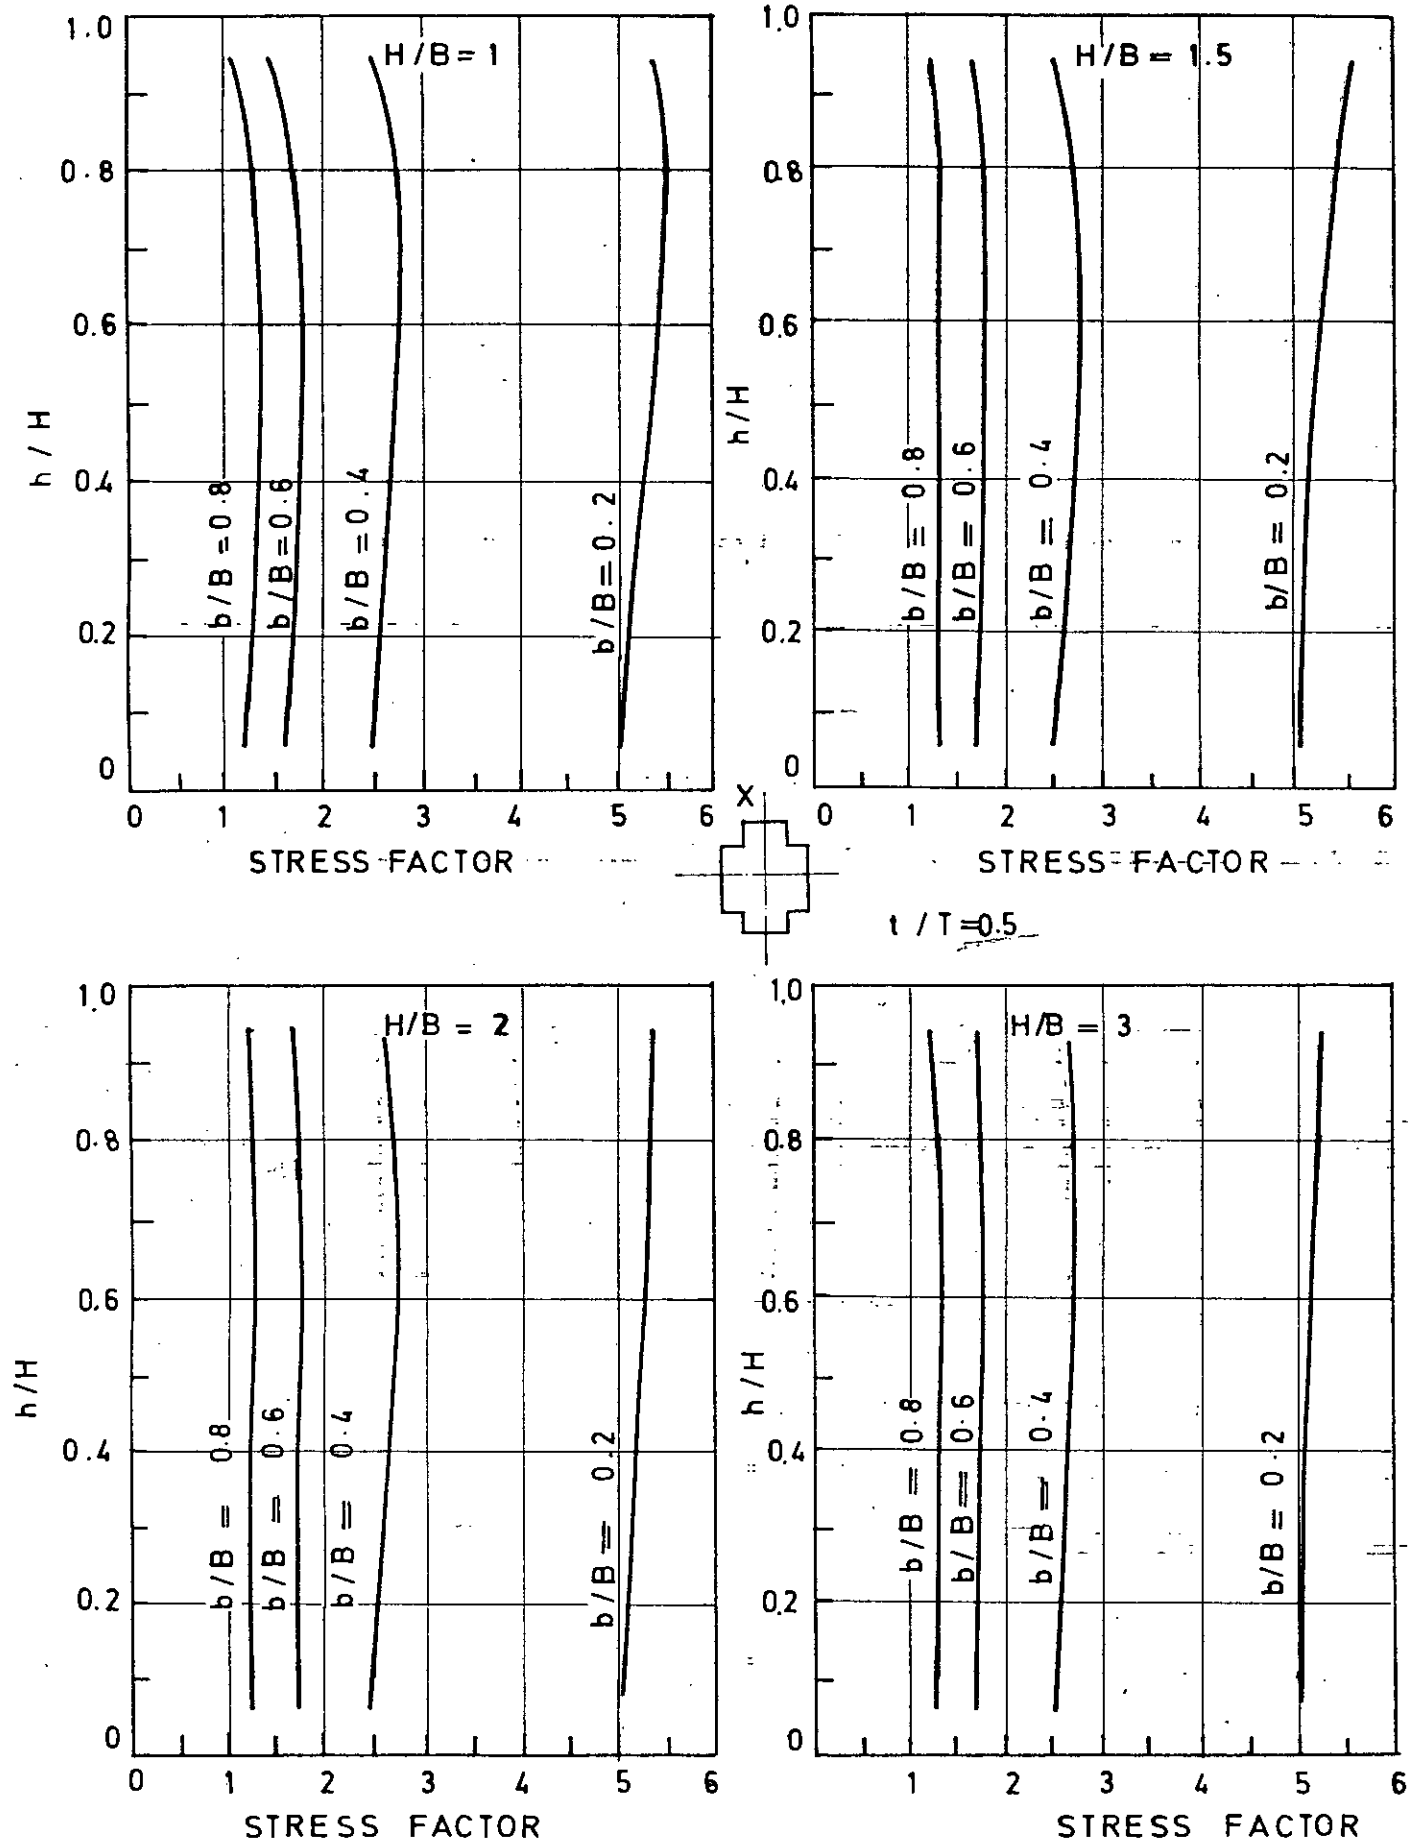 H/B = 1
1.0
0.8
0.6
0.4
0.2
0
h / H
b/B = 0.8
b/B = 0.6
b/B = 0.4
b/B = 0.2
0 1 2 3 4 5 6
STRESS FACTOR
H/B = 1.5
1.0
0.8
0.6
0.4
0.2
0
h/H
b/B = 0.8
b/B = 0.6
b/B = 0.4
b/B = 0.2
0 1 2 3 4 5 6
STRESS FACTOR
X
t / T = 0.5
H/B = 2
1.0
0.8
0.6
0.4
0.2
0
h/H
b/B = 0.8
b/B = 0.6
b/B = 0.4
b/B = 0.2
0 1 2 3 4 5 6
STRESS FACTOR
H/B = 3
1.0
0.8
0.6
0.4
0.2
0
h/H
b/B = 0.8
b/B = 0.6
b/B = 0.4
b/B = 0.2
1 2 3 4 5 6
STRESS FACTOR